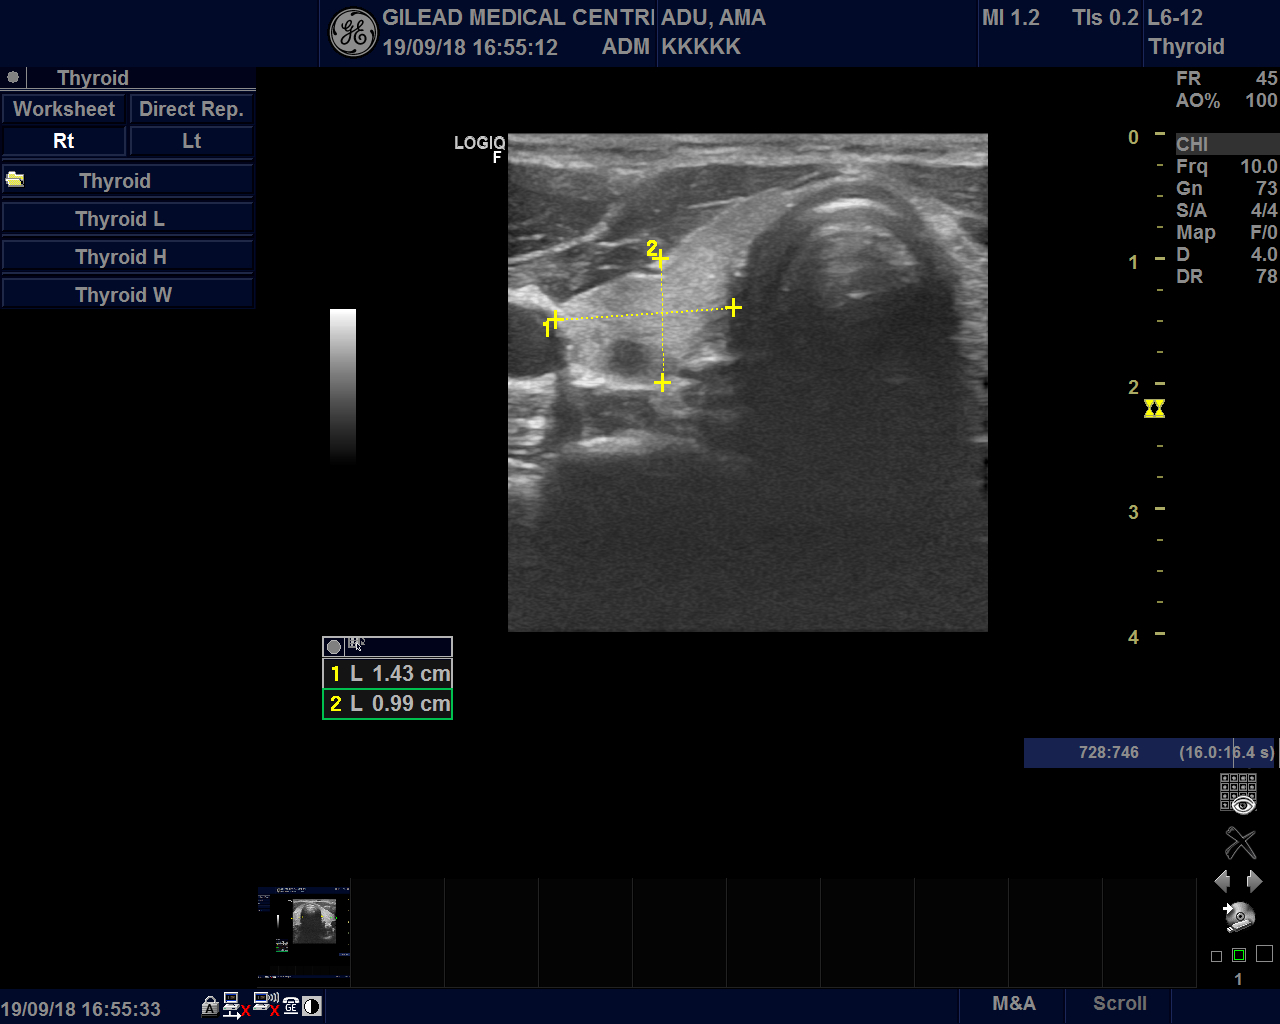 GILEAD MEDICAL CENTRI ADU, AMA MI 1.2 TIs 0.2 L6-12
19/09/18 16:55:12 ADM KKKKK Thyroid
Thyroid
Worksheet Direct Rep.
Rt Lt
Thyroid
Thyroid L
Thyroid H
Thyroid W
LOGIQ
F
2
1
0
1
2
3
4
FR 45
AO% 100
CHI
Frq 10.0
Gn 73
S/A 4/4
Map F/0
D 4.0
DR 78
1 L 1.43 cm
2 L 0.99 cm
728:746 (16.0:16.4 s)
1
19/09/18 16:55:33 GE M&A Scroll